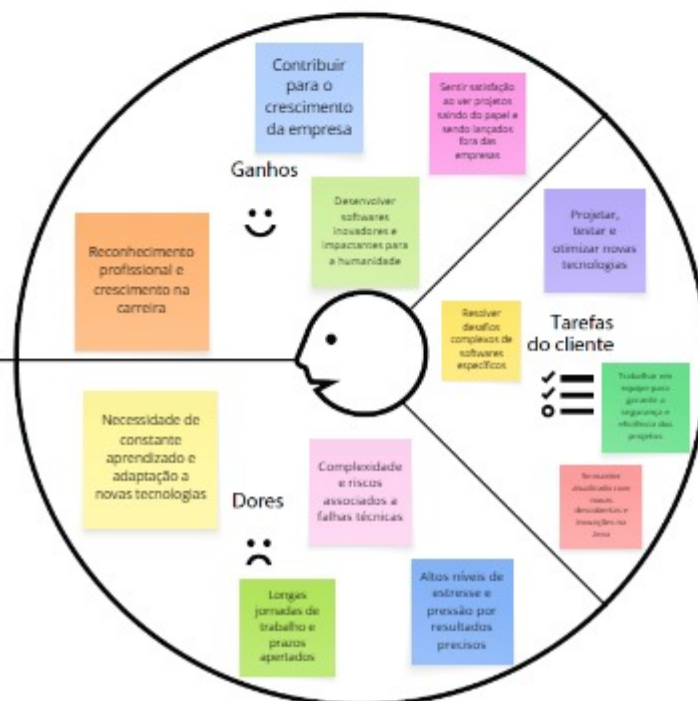 Contribuir
para o
crescimento
da empresa
Sentir satisfação
ao ver projetos
saindo do papel e
sendo lançados
fora das
empresas
Ganhos
Desenvolver
softwares
inovadores e
impactantes para
a humanidade
Reconhecimento
profissional e
crescimento na
carreira
Projetar,
testar e
otimizar novas
tecnologias
Resolver
desafios
complexos de
softwares
específicos
Tarefas
do cliente
Trabalhar em
equipe para
garantir a
segurança e
eficiência dos
projetos
atualizado com
novas
descobertas e
inovações na
área
Necessidade de
constante
aprendizado e
adaptação a
novas tecnologias
Dores
Complexidade
e riscos
associados a
falhas técnicas
Longas
jornadas de
trabalho e
prazos
apertados
Altos níveis de
estresse e
pressão por
resultados
precisos